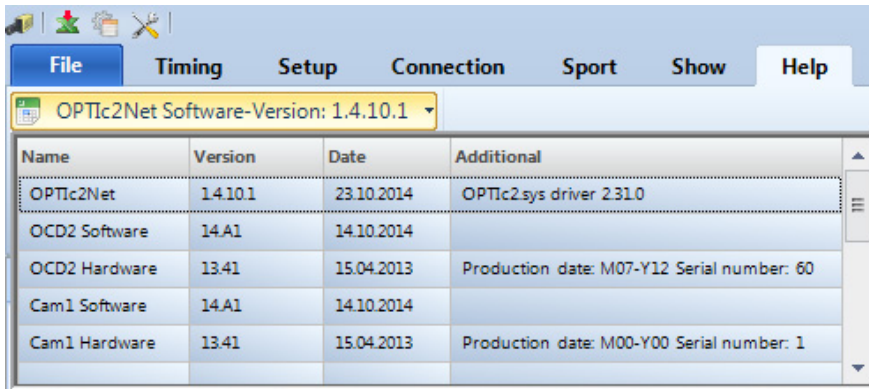 File Timing Setup Connection Sport Show Help
OPTIc2Net Software-Version: 1.4.10.1
Name Version Date Additional
OPTIc2Net 1.4.10.1 23.10.2014 OPTIc2.sys driver 2.31.0
OCD2 Software 14.A1 14.10.2014
OCD2 Hardware 13.41 15.04.2013 Production date: M07-Y12 Serial number: 60
Cam1 Software 14.A1 14.10.2014
Cam1 Hardware 13.41 15.04.2013 Production date: M00-Y00 Serial number: 1